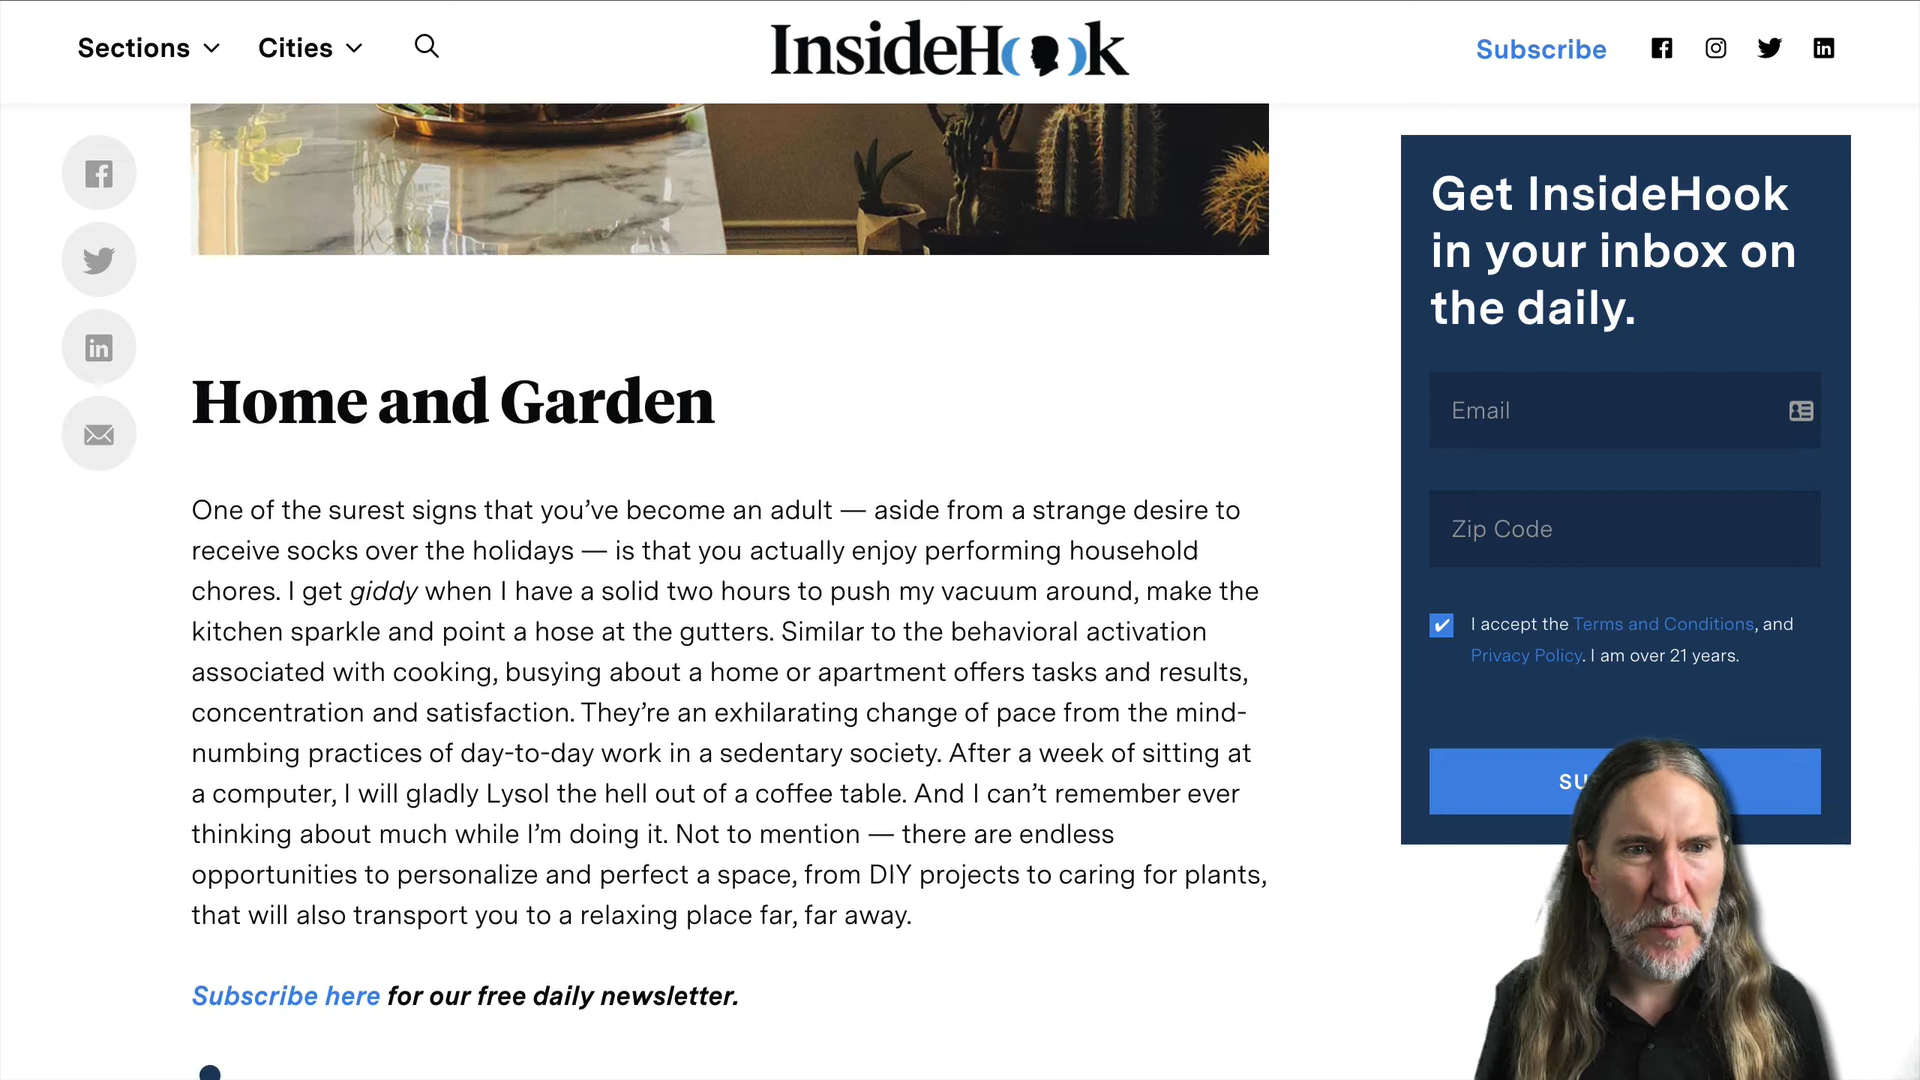 Sections
Cities
InsideHook
Subscribe
Get InsideHook
in your inbox on
the daily.
Email
Zip Code
I accept the Terms and Conditions, and
Privacy Policy. I am over 21 years.
Home and Garden
One of the surest signs that you’ve become an adult — aside from a strange desire to
receive socks over the holidays — is that you actually enjoy performing household
chores. I get giddy when I have a solid two hours to push my vacuum around, make the
kitchen sparkle and point a hose at the gutters. Similar to the behavioral activation
associated with cooking, busying about a home or apartment offers tasks and results,
concentration and satisfaction. They’re an exhilarating change of pace from the mind-
numbing practices of day-to-day work in a sedentary society. After a week of sitting at
a computer, I will gladly Lysol the hell out of a coffee table. And I can’t remember ever
thinking about much while I’m doing it. Not to mention — there are endless
opportunities to personalize and perfect a space, from DIY projects to caring for plants,
that will also transport you to a relaxing place far, far away.
Subscribe here for our free daily newsletter.